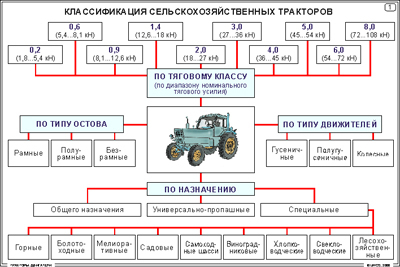 КЛАССИФИКАЦИЯ СЕЛЬСКОХОЗЯЙСТВЕННЫХ ТРАКТОРОВ
1
0,6
(5,4...8,1 кН)
1,4
(12,6...18 кН)
3,0
(27...36 кН)
5,0
(45...54 кН)
8,0
(72...108 кН)
0,2
(1,8...5,4 кН)
0,9
(8,1...12,6 кН)
2,0
(18...27 кН)
4,0
(36...45 кН)
6,0
(54...72 кН)
ПО ТЯГОВОМУ КЛАССУ
(по диапазону номинального
тягового усилия)
ПО ТИПУ ОСТОВА
ПО ТИПУ ДВИЖИТЕЛЕЙ
Рамные
Полу-
рамные
Без-
рамные
Гусенич-
ные
Полугу-
сеничные
Колесные
ПО НАЗНАЧЕНИЮ
Общего назначения
Универсально-пропашные
Специальные
Горные
Болото-
ходные
Мелиора-
тивные
Садовые
Самоход-
ные шасси
Виноград-
никовые
Хлопко-
водческие
Свекло-
водческие
Лесохо-
зяйствен-
ные